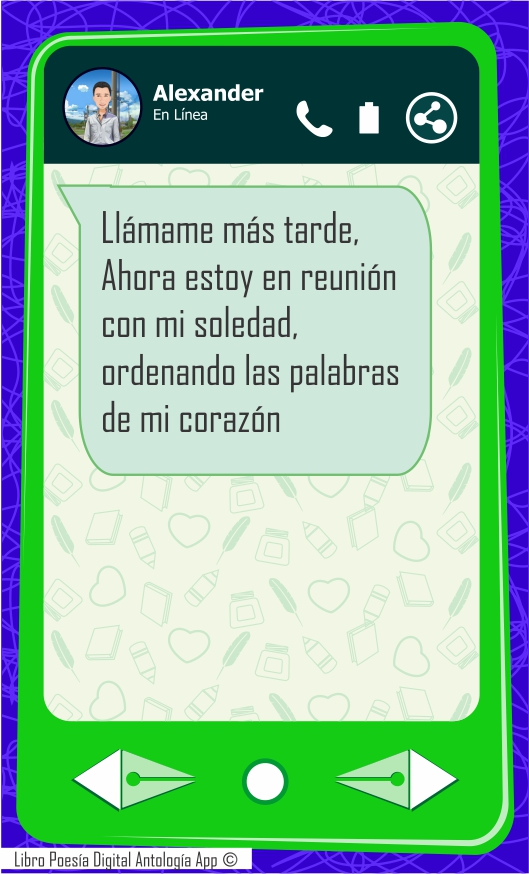 Alexander
En Línea
Llámame más tarde,
Ahora estoy en reunión
con mi soledad,
ordenando las palabras
de mi corazón
Libro Poesía Digital Antología App ©